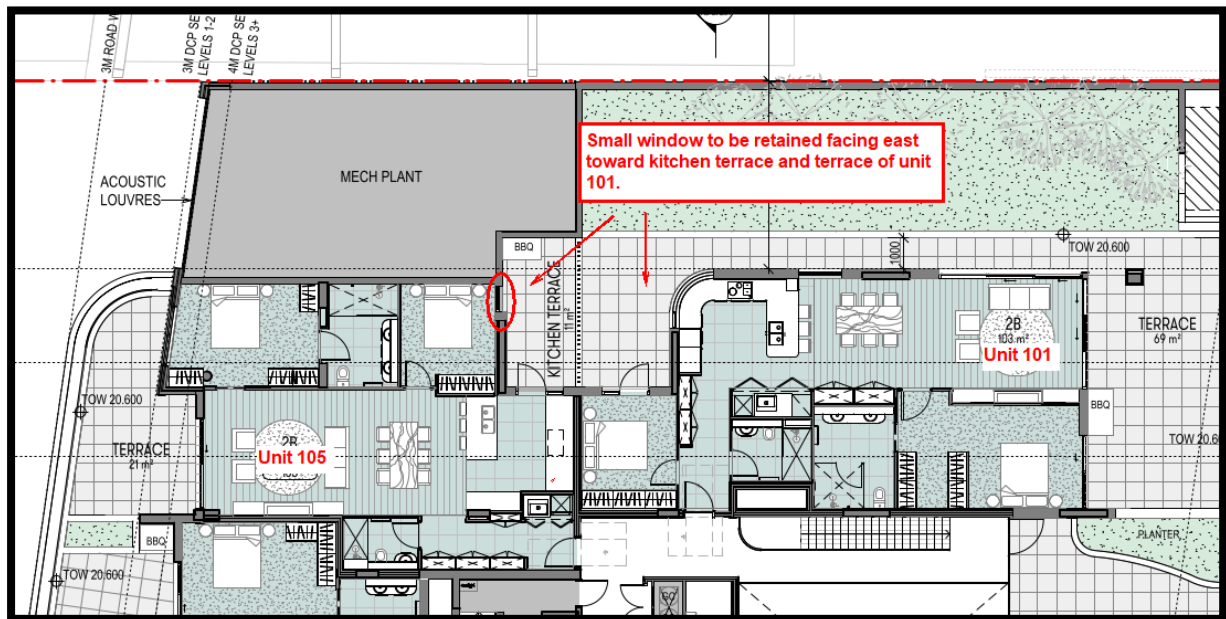 3M ROAD W
3M DCP SE
LEVELS 1-2
4M DCP SE
LEVELS 3+
Small window to be retained facing east
toward kitchen terrace and terrace of unit
101.
MECH PLANT
ACOUSTIC
LOUVRES
BBQ
TOW 20.600
1000
KITCHEN TERRACE
11 m²
2B
103 m²
Unit 101
TERRACE
69 m²
TOW 20.600
BBQ
TOW 20.6
TERRACE
21 m²
2B
Unit 105
BBQ
TOW 20.600
PLANTER
GC